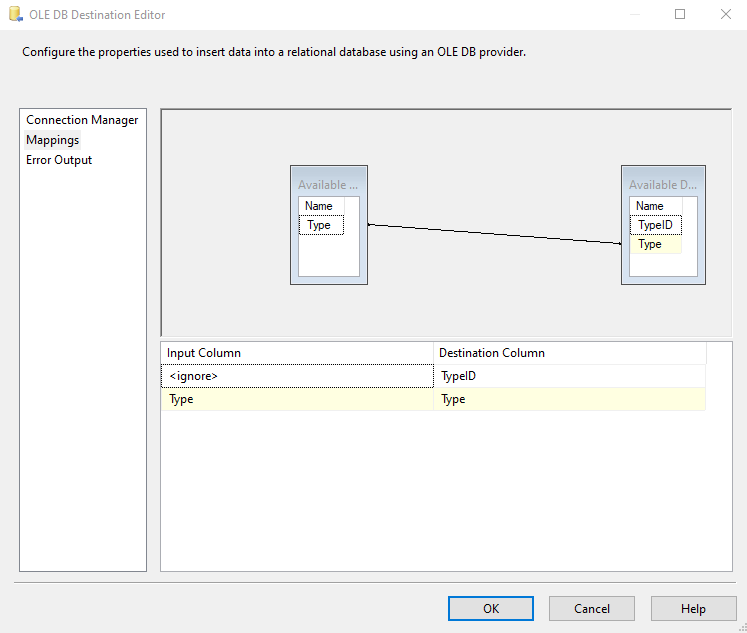 OLE DB Destination Editor
Configure the properties used to insert data into a relational database using an OLE DB provider.
Connection Manager
Mappings
Error Output
Available ...
Name
Type
Available D...
Name
TypeID
Type
Input Column Destination Column
<ignore> TypeID
Type Type
OK Cancel Help